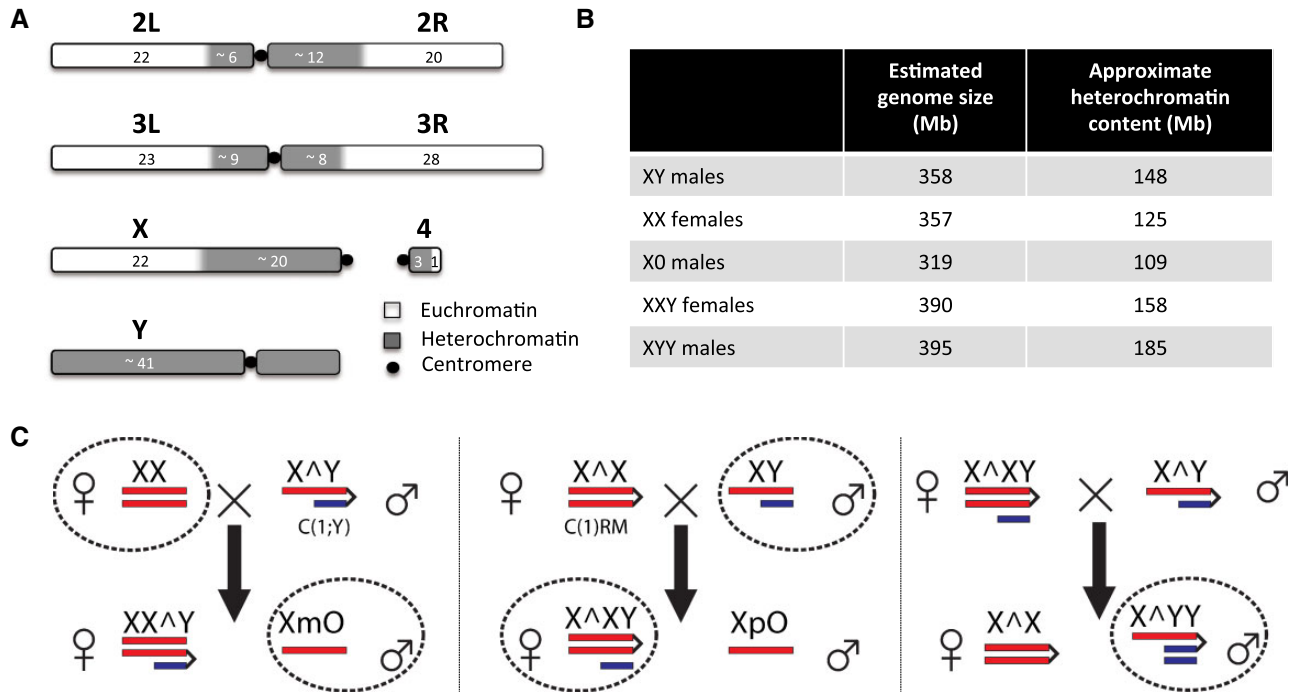 A
2L 2R
22 ~ 6 ~ 12 20
3L 3R
23 ~ 9 ~ 8 28
X 4
22 ~ 20 3 1
Y
~ 41
Euchromatin
Heterochromatin
Centromere
B
Estimated
genome size
(Mb)
Approximate
heterochromatin
content (Mb)
XY males 358 148
XX females 357 125
X0 males 319 109
XXY females 390 158
XYY males 395 185
C
♀ XX X^Y ♂
C(1;Y)
♀ XX^Y XmO ♂
♀ X^X XY ♂
C(1)RM
♀ X^XY XpO ♂
♀ X^XY X^Y ♂
♀ X^X X^YY ♂